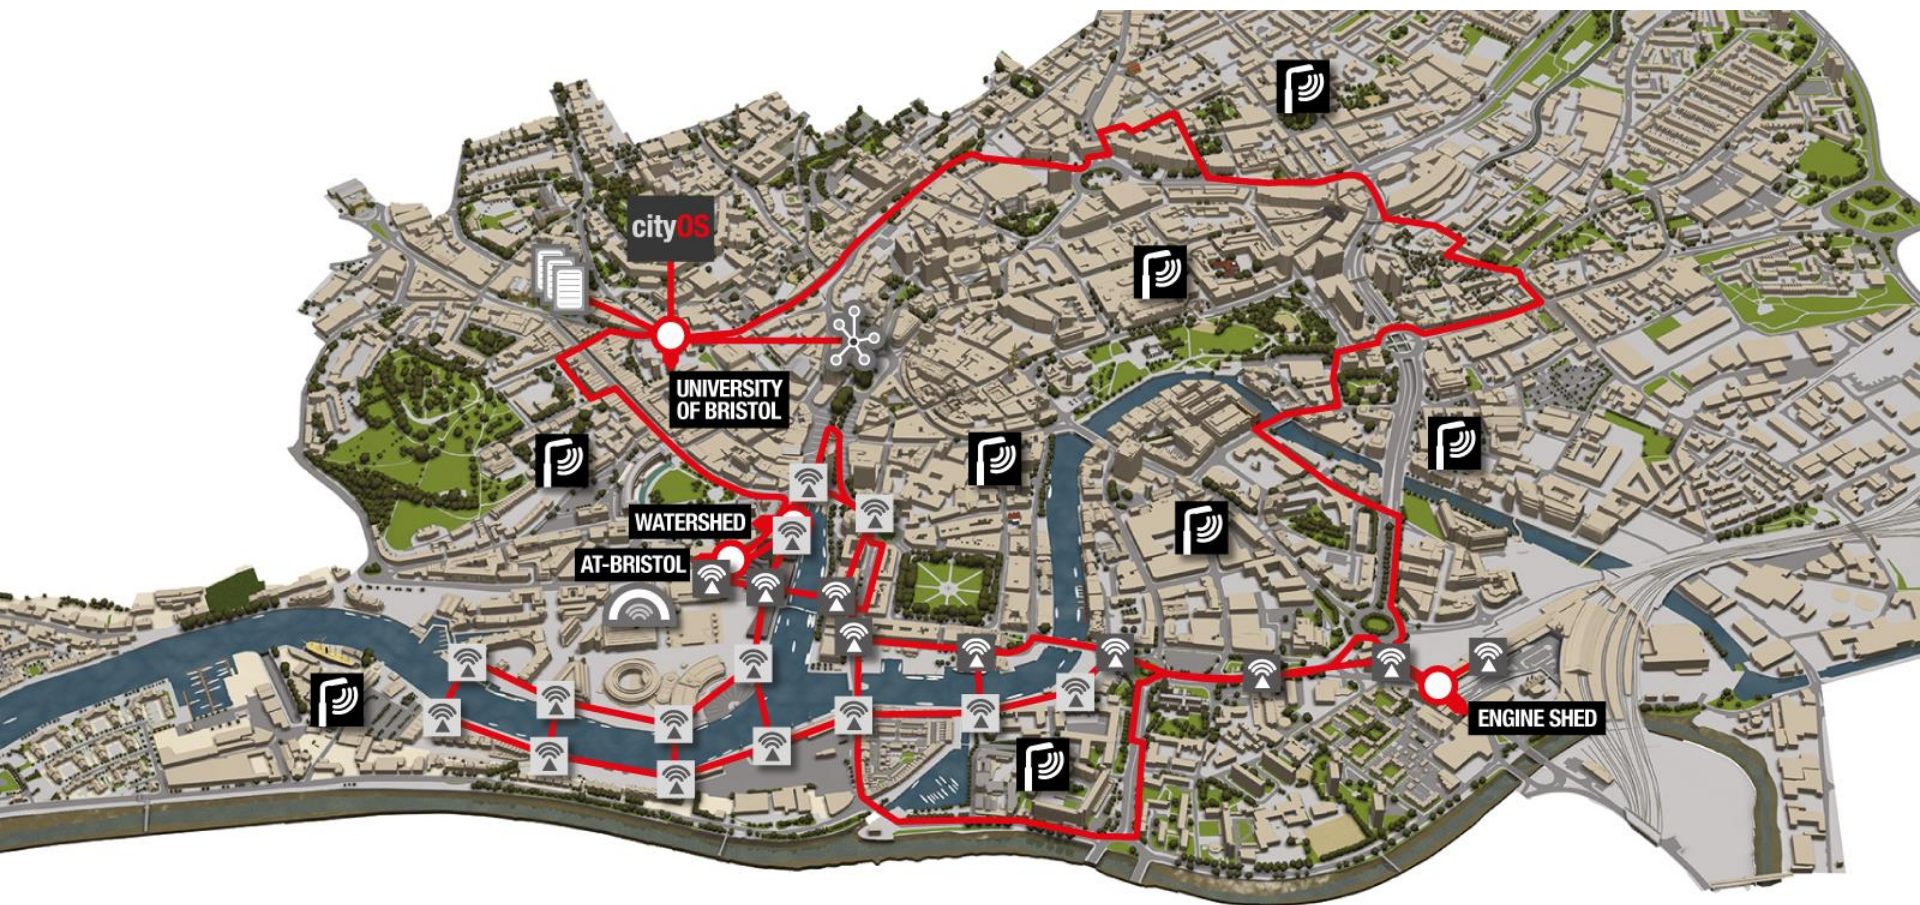 cityOS
UNIVERSITY
OF BRISTOL
WATERSHED
AT-BRISTOL
ENGINE SHED